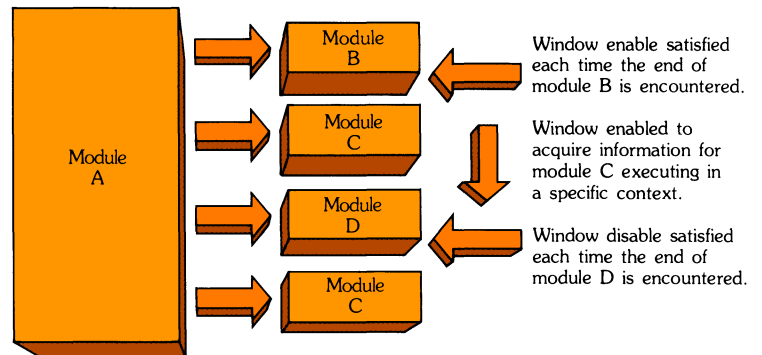 Module
A
Module
B
Module
C
Module
D
Module
C
Window enable satisfied
each time the end of
module B is encountered.
Window enabled to
acquire information for
module C executing in
a specific context.
Window disable satisfied
each time the end of
module D is encountered.